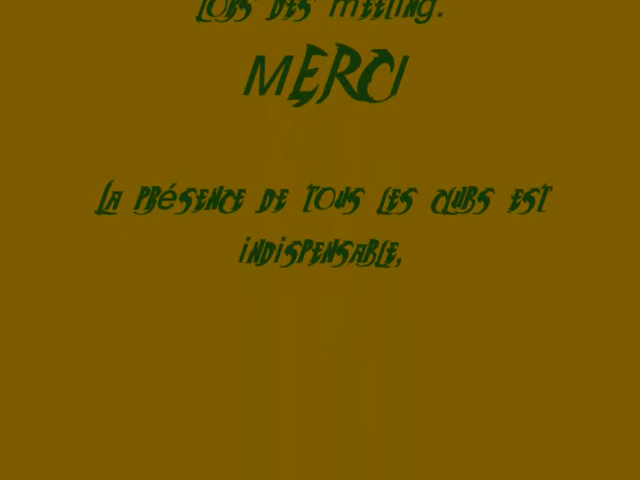 Lors des meeting.
MERCI
La présence de tous les clubs est
indispensable,